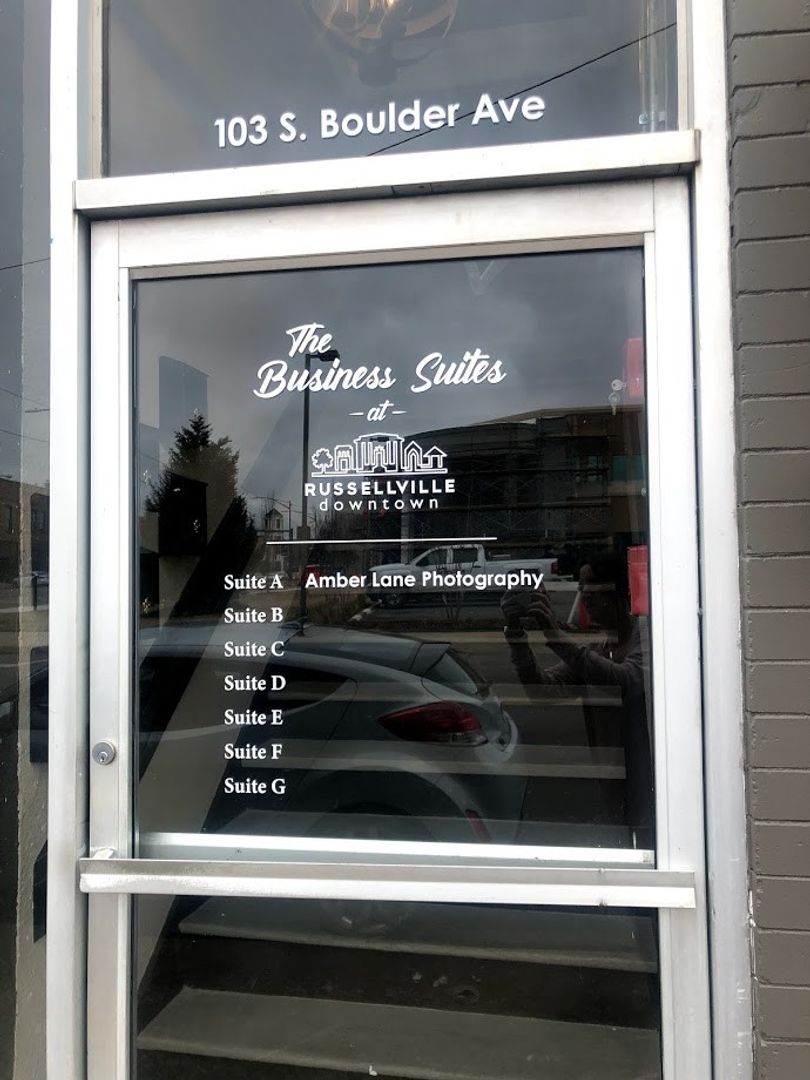 103 S. Boulder Ave
The
Business Suites
- at -
RUSSELLVILLE
downtown
Suite A Amber Lane Photography
Suite B
Suite C
Suite D
Suite E
Suite F
Suite G